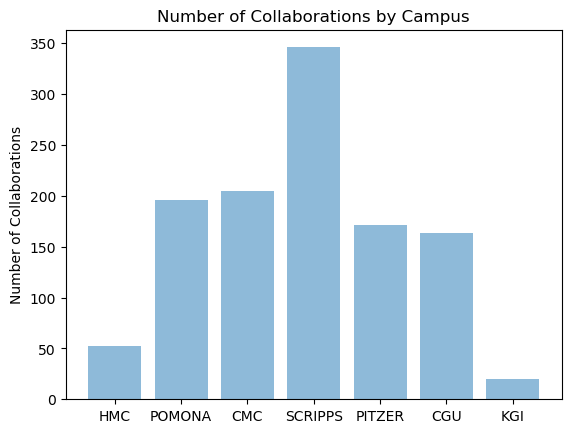 Number of Collaborations by Campus
Number of Collaborations
350
300
250
200
150
100
50
0
HMC POMONA CMC SCRIPPS PITZER CGU KGI